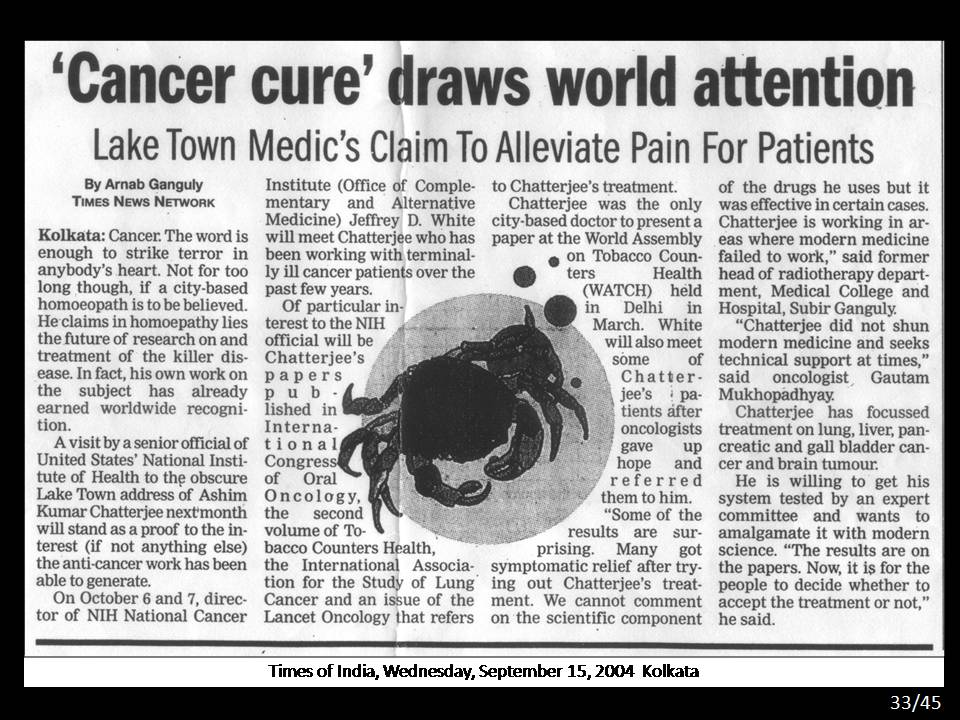 ‘Cancer cure’ draws world attention
Lake Town Medic’s Claim To Alleviate Pain For Patients
By Arnab Ganguly
TIMES NEWS NETWORK
Kolkata: Cancer. The word is
enough to strike terror in
anybody’s heart. Not for too
long though, if a city-based
homoeopath is to be believed.
He claims in homoepathy lies
the future of research on and
treatment of the killer dis-
ease. In fact, his own work on
the subject has already
earned worldwide recogni-
tion.
A visit by a senior official of
United States’ National Insti-
tute of Health to the obscure
Lake Town address of Ashim
Kumar Chatterjee next month
will stand as a proof to the in-
terest (if not anything else)
the anti-cancer work has been
able to generate.
On October 6 and 7, direc-
tor of NIH National Cancer
Institute (Office of Comple-
mentary and Alternative
Medicine) Jeffrey D. White
will meet Chatterjee who has
been working with terminal-
ly ill cancer patients over the
past few years.
Of particular in-
terest to the NIH
official will be
Chatterjee’s
papers
pub-
lished in
Interna-
tional
Congress
of Oral
Oncology,
the second
volume of To-
bacco Counters Health,
the International Associa-
tion for the Study of Lung
Cancer and an issue of the
Lancet Oncology that refers
to Chatterjee’s treatment.
Chatterjee was the only
city-based doctor to present a
paper at the World Assembly
on Tobacco Coun-
ters Health
(WATCH) held
in Delhi in
March. White
will also meet
some of
Chatter-
jee’s pa-
tients after
oncologists
gave up
hope and
referred
them to him.
“Some of the
results are sur-
prising. Many got
symptomatic relief after try-
ing out Chatterjee’s treat-
ment. We cannot comment
on the scientific component
of the drugs he uses but it
was effective in certain cases.
Chatterjee is working in ar-
eas where modern medicine
failed to work,” said former
head of radiotherapy depart-
ment, Medical College and
Hospital, Subir Ganguly.
“Chatterjee did not shun
modern medicine and seeks
technical support at times,”
said oncologist Gautam
Mukhopadhyay.
Chatterjee has focussed
treatment on lung, liver, pan-
creatic and gall bladder can-
cer and brain tumour.
He is willing to get his
system tested by an expert
committee and wants to
amalgamate it with modern
science. “The results are on
the papers. Now, it is for the
people to decide whether to
accept the treatment or not,”
he said.
Times of India, Wednesday, September 15, 2004 Kolkata
33/45